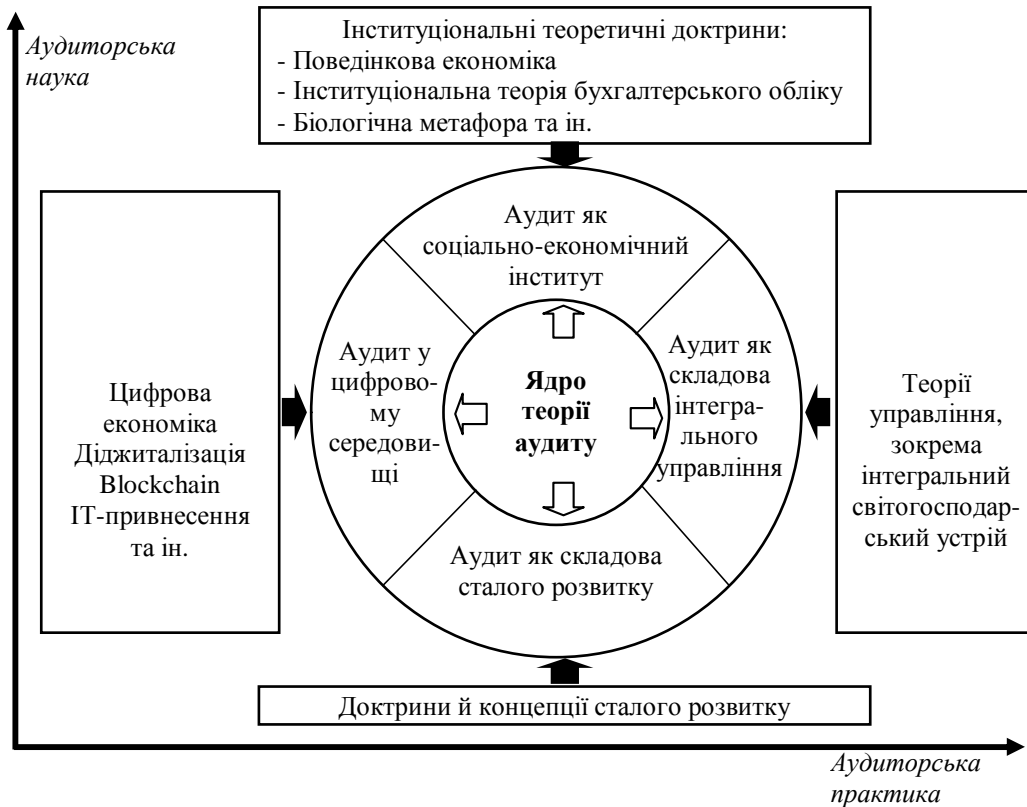 Аудиторська
наука
Інституціональні теоретичні доктрини:
- Поведінкова економіка
- Інституціональна теорія бухгалтерського обліку
- Біологічна метафора та ін.
Аудит як
соціально-економічний
інститут
Цифрова
економіка
Діджиталізація
Blockchain
ІТ-привнесення
та ін.
Аудит у
цифрово-
му
середови-
щі
Ядро
теорії
аудиту
Аудит як
складова
інтегра-
льного
управління
Теорії
управління,
зокрема
інтегральний
світогосподар-
ський устрій
Аудит як складова
сталого розвитку
Доктрини й концепції сталого розвитку
Аудиторська
практика